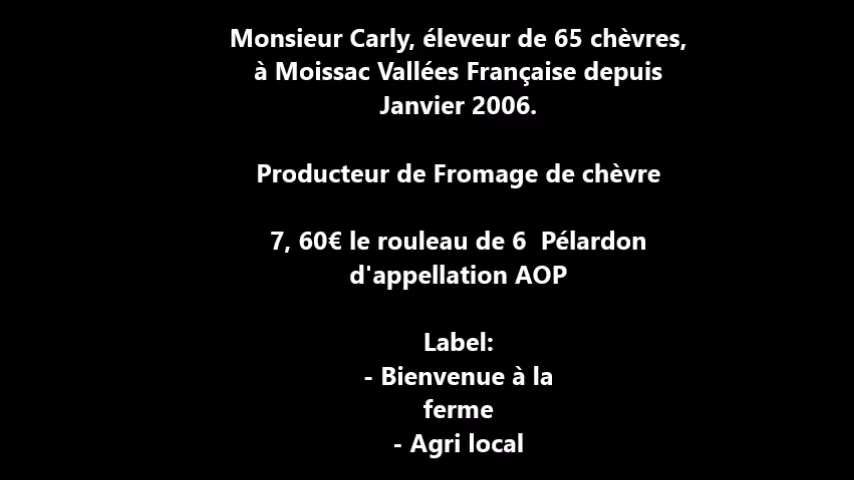 Monsieur Carly, éleveur de 65 chèvres,
à Moissac Vallées Française depuis
Janvier 2006.
Producteur de Fromage de chèvre
7, 60€ le rouleau de 6  Pélardon
d'appellation AOP
Label:
- Bienvenue à la
ferme
- Agri local